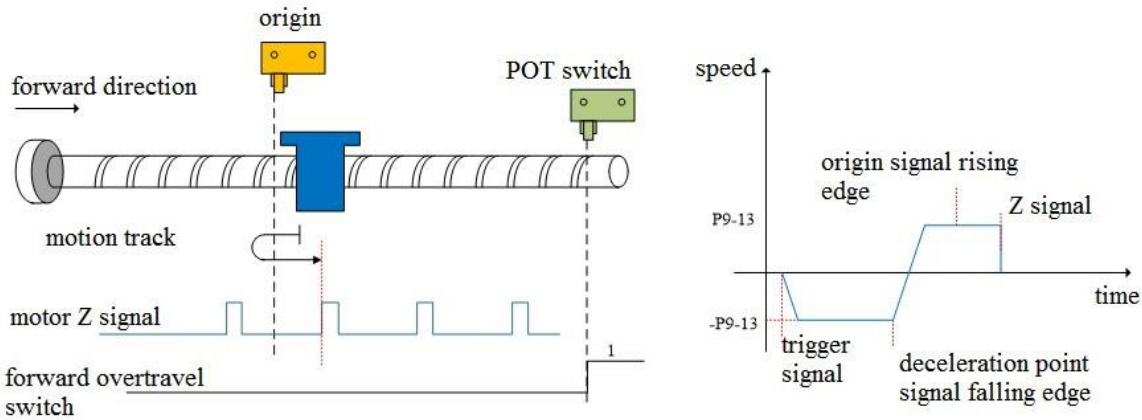 origin
forward direction
POT switch
motion track
motor Z signal
forward overtravel
switch
1
speed
origin signal rising
edge
P9-13
Z signal
time
-P9-13
trigger
signal
deceleration point
signal falling edge